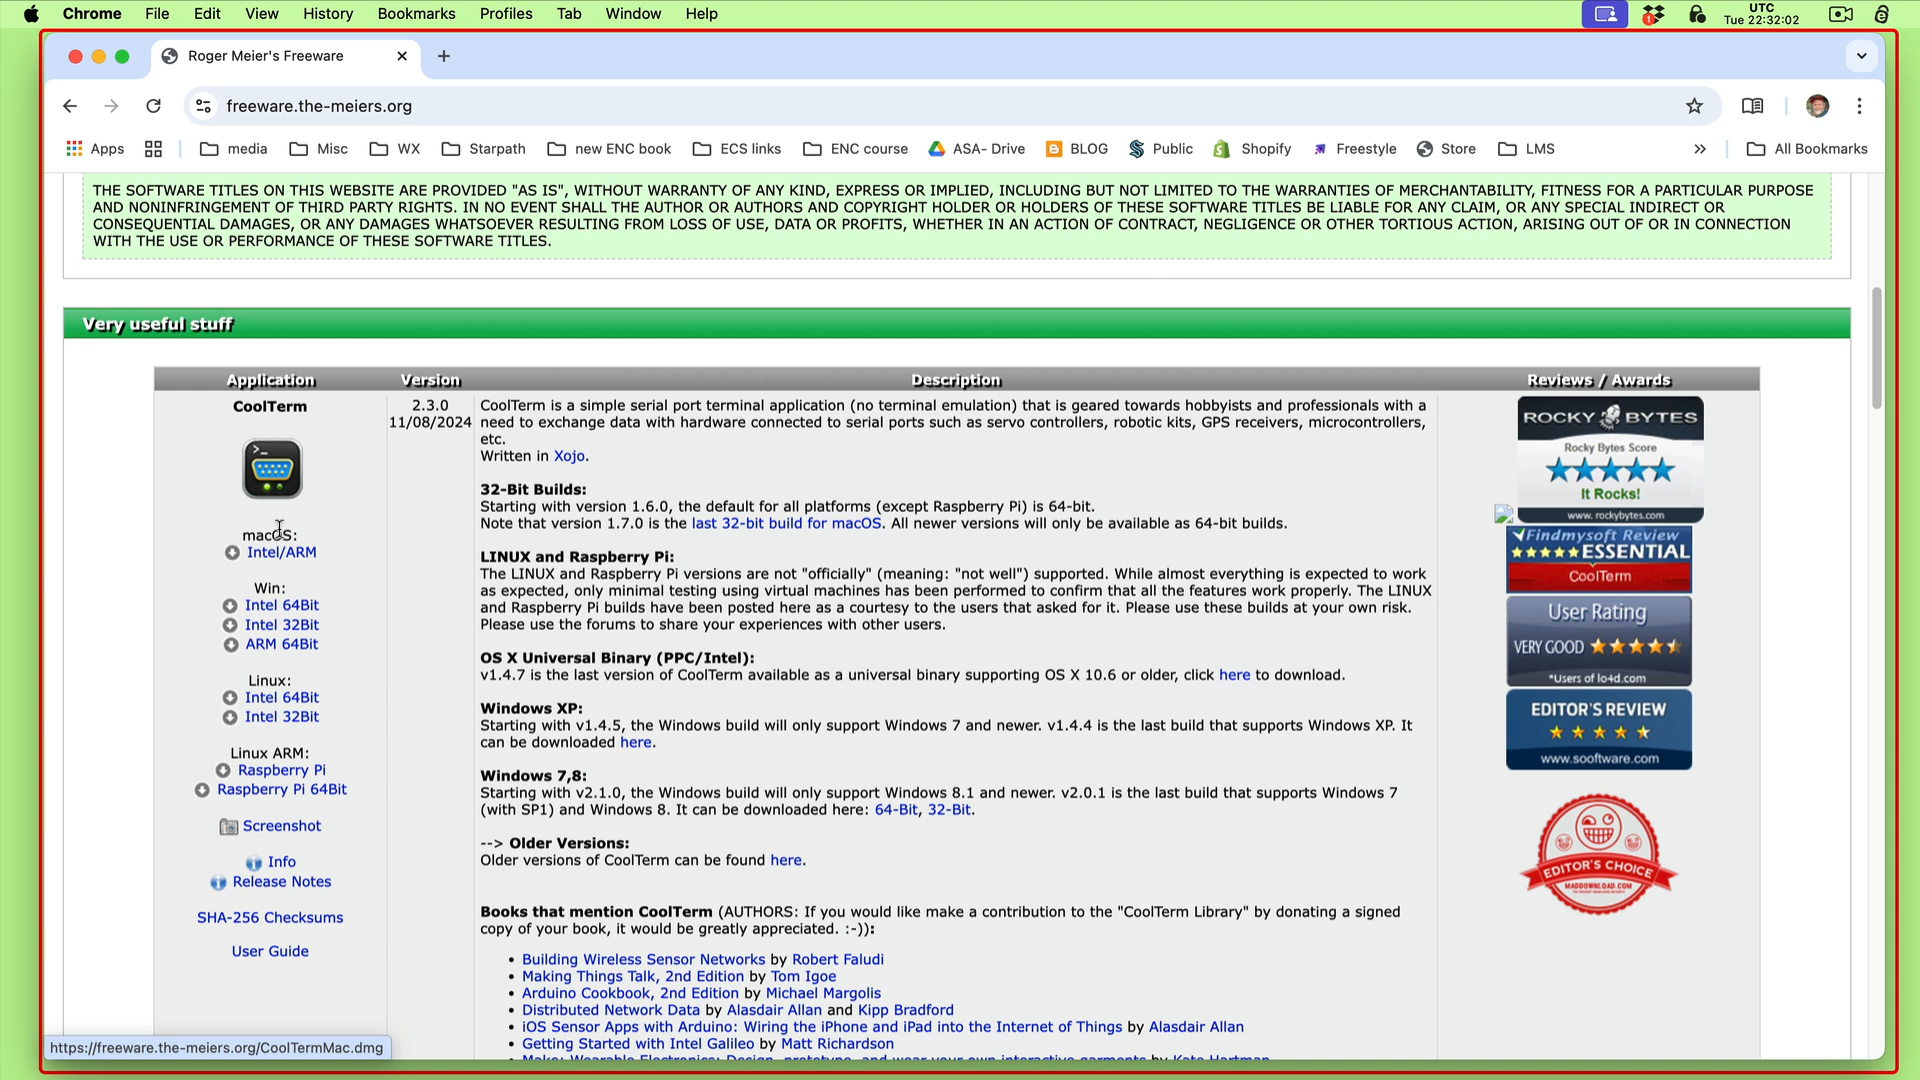 Chrome File Edit View History Bookmarks Profiles Tab Window Help
1
UTC
Tue 22:32:02
Roger Meier's Freeware
freeware.the-meiers.org
Apps media Misc WX Starpath new ENC book ECS links ENC course ASA- Drive BLOG Public Shopify Freestyle Store LMS » All Bookmarks
THE SOFTWARE TITLES ON THIS WEBSITE ARE PROVIDED "AS IS", WITHOUT WARRANTY OF ANY KIND, EXPRESS OR IMPLIED, INCLUDING BUT NOT LIMITED TO THE WARRANTIES OF MERCHANTABILITY, FITNESS FOR A PARTICULAR PURPOSE
AND NONINFRINGEMENT OF THIRD PARTY RIGHTS. IN NO EVENT SHALL THE AUTHOR OR AUTHORS AND COPYRIGHT HOLDER OR HOLDERS OF THESE SOFTWARE TITLES BE LIABLE FOR ANY CLAIM, OR ANY SPECIAL INDIRECT OR
CONSEQUENTIAL DAMAGES, OR ANY DAMAGES WHATSOEVER RESULTING FROM LOSS OF USE, DATA OR PROFITS, WHETHER IN AN ACTION OF CONTRACT, NEGLIGENCE OR OTHER TORTIOUS ACTION, ARISING OUT OF OR IN CONNECTION
WITH THE USE OR PERFORMANCE OF THESE SOFTWARE TITLES.
Very useful stuff
Application Version Description Reviews / Awards
CoolTerm
macOS:
Intel/ARM
Win:
Intel 64Bit
Intel 32Bit
ARM 64Bit
Linux:
Intel 64Bit
Intel 32Bit
Linux ARM:
Raspberry Pi
Raspberry Pi 64Bit
Screenshot
Info
Release Notes
SHA-256 Checksums
User Guide
2.3.0
11/08/2024
CoolTerm is a simple serial port terminal application (no terminal emulation) that is geared towards hobbyists and professionals with a
need to exchange data with hardware connected to serial ports such as servo controllers, robotic kits, GPS receivers, microcontrollers,
etc.
Written in Xojo.
32-Bit Builds:
Starting with version 1.6.0, the default for all platforms (except Raspberry Pi) is 64-bit.
Note that version 1.7.0 is the last 32-bit build for macOS. All newer versions will only be available as 64-bit builds.
LINUX and Raspberry Pi:
The LINUX and Raspberry Pi versions are not "officially" (meaning: "not well") supported. While almost everything is expected to work
as expected, only minimal testing using virtual machines has been performed to confirm that all the features work properly. The LINUX
and Raspberry Pi builds have been posted here as a courtesy to the users that asked for it. Please use these builds at your own risk.
Please use the forums to share your experiences with other users.
OS X Universal Binary (PPC/Intel):
v1.4.7 is the last version of CoolTerm available as a universal binary supporting OS X 10.6 or older, click here to download.
Windows XP:
Starting with v1.4.5, the Windows build will only support Windows 7 and newer. v1.4.4 is the last build that supports Windows XP. It
can be downloaded here.
Windows 7,8:
Starting with v2.1.0, the Windows build will only support Windows 8.1 and newer. v2.0.1 is the last build that supports Windows 7
(with SP1) and Windows 8. It can be downloaded here: 64-Bit, 32-Bit.
--> Older Versions:
Older versions of CoolTerm can be found here.
Books that mention CoolTerm (AUTHORS: If you would like make a contribution to the "CoolTerm Library" by donating a signed
copy of your book, it would be greatly appreciated. :-)):
• Building Wireless Sensor Networks by Robert Faludi
• Making Things Talk, 2nd Edition by Tom Igoe
• Arduino Cookbook, 2nd Edition by Michael Margolis
• Distributed Network Data by Alasdair Allan and Kipp Bradford
• iOS Sensor Apps with Arduino: Wiring the iPhone and iPad into the Internet of Things by Alasdair Allan
• Getting Started with Intel Galileo by Matt Richardson
• Make: Wearable Electronics: Design, prototype, and wear your own interactive garments by Kate Hartman
ROCKY BYTES
Rocky Bytes Score
It Rocks!
www.rockybytes.com
Findmysoft Review
ESSENTIAL
CoolTerm
User Rating
VERY GOOD
*Users of lo4d.com
EDITOR'S REVIEW
www.sooftware.com
EDITOR'S CHOICE
MADDOWNLOAD.COM
https://freeware.the-meiers.org/CoolTermMac.dmg